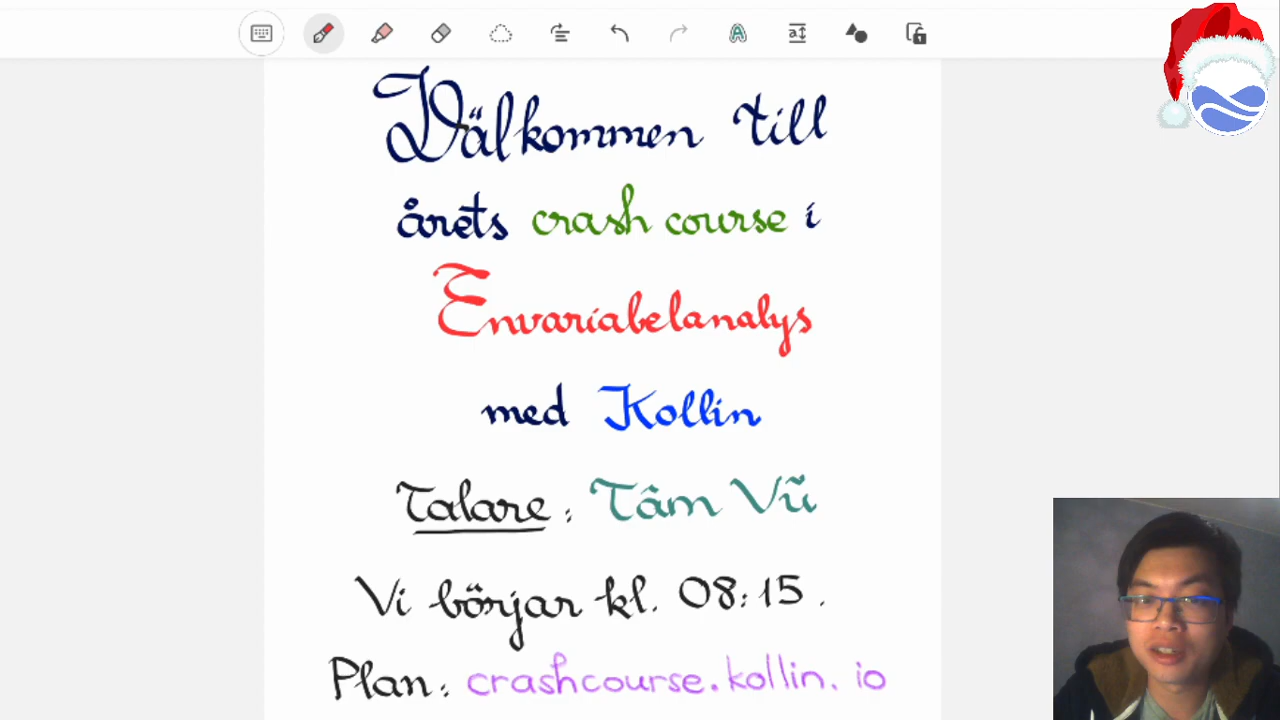 Välkommen till
årets crash course i
Envariabelanalys
med Kollin
Talare: Tâm Vũ
Vi börjar kl. 08:15.
Plan: crashcourse.kollin.io